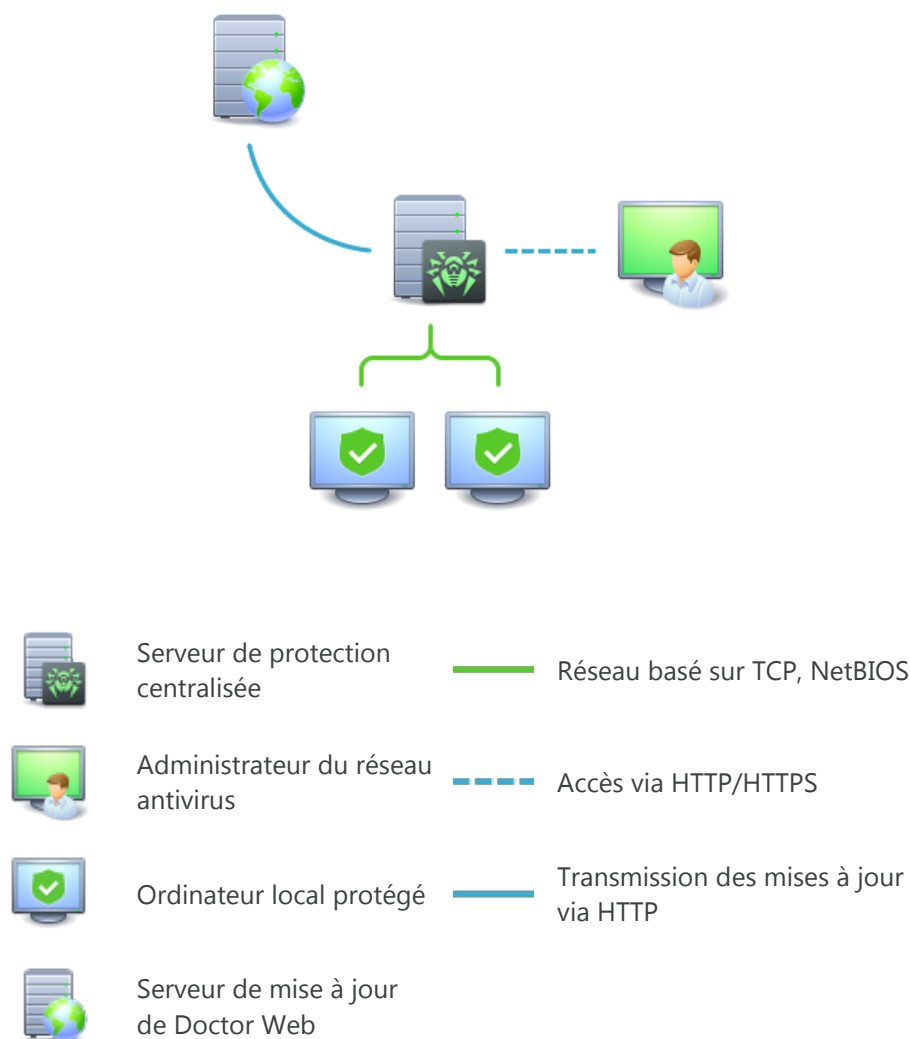 Serveur de protection
centralisée
Réseau basé sur TCP, NetBIOS
Administrateur du réseau
antivirus
Accès via HTTP/HTTPS
Ordinateur local protégé
Transmission des mises à jour
via HTTP
Serveur de mise à jour
de Doctor Web